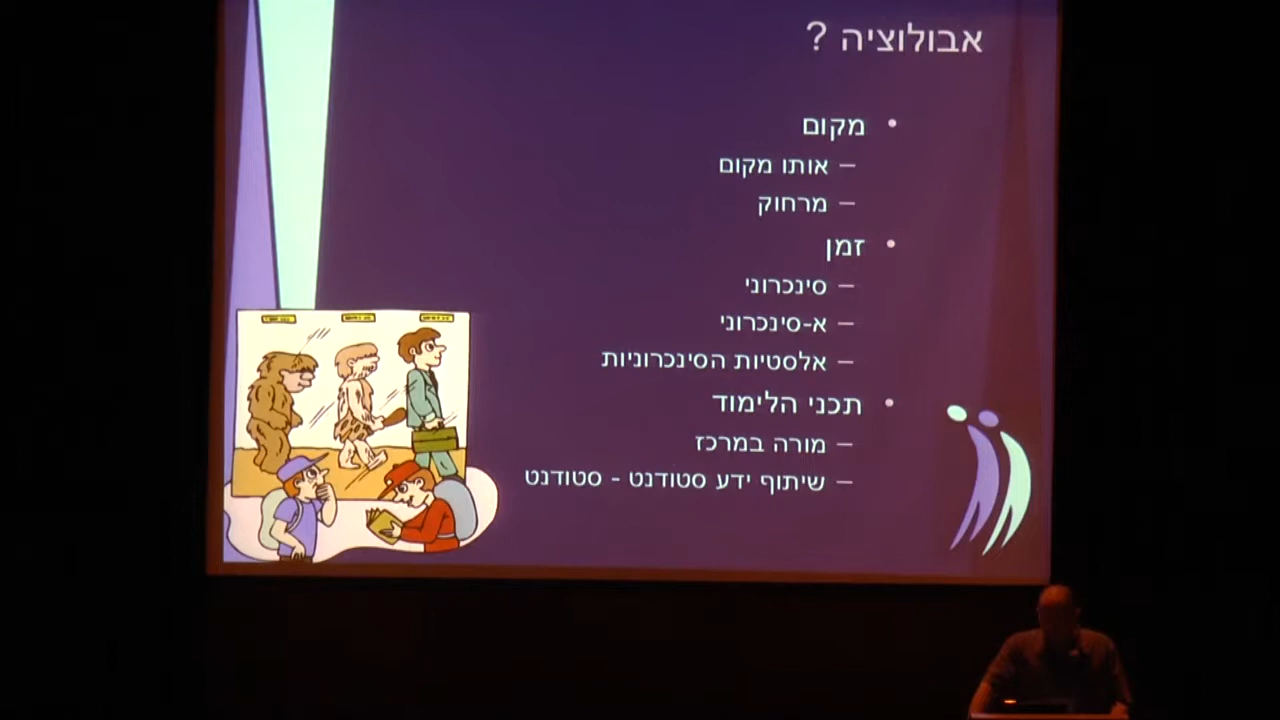 אבולוציה ?
• מקום
– אותו מקום
– מרחוק
• זמן
– סינכרוני
– א-סינכרוני
– אלסטיות הסינכרוניות
• תכני הלימוד
– מורה במרכז
– שיתוף ידע סטודנט - סטודנט